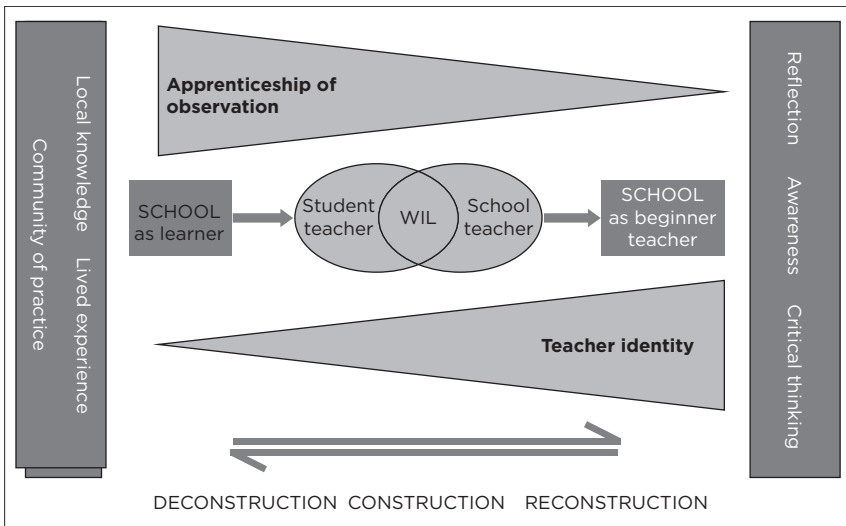 Local knowledge Lived experience
Community of practice
Apprenticeship of
observation
SCHOOL
as learner
Student
teacher
WIL
School
teacher
SCHOOL
as beginner
teacher
Teacher identity
DECONSTRUCTION CONSTRUCTION RECONSTRUCTION
Reflection Awareness Critical thinking